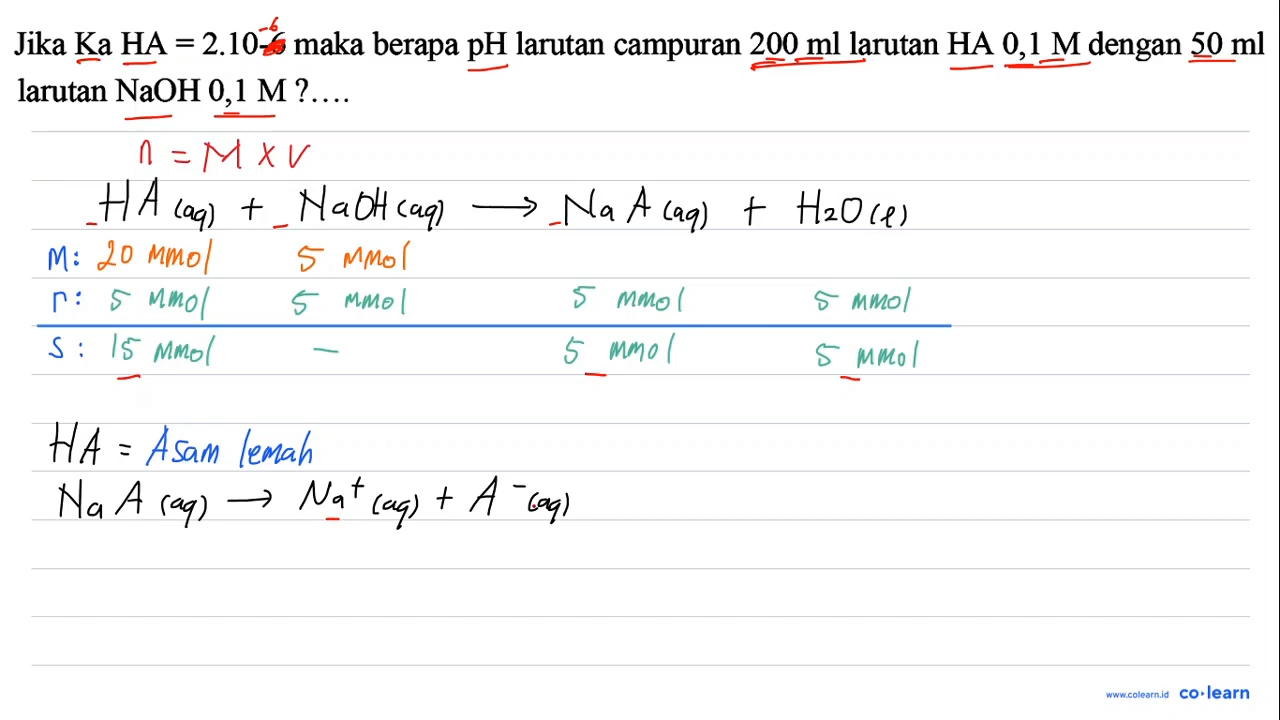 Jika Ka HA = 2.10-6 maka berapa pH larutan campuran 200 ml larutan HA 0,1 M dengan 50 ml
larutan NaOH 0,1 M ?....
n = M x V
HA (aq) + NaOH (aq) → NaA (aq) + H2O (l)
M: 20 mmol 5 mmol
r: 5 mmol 5 mmol 5 mmol 5 mmol
S: 15 mmol — 5 mmol 5 mmol
HA = Asam lemah
NaA (aq) → Na+ (aq) + A- (aq)
www.colearn.id co·learn